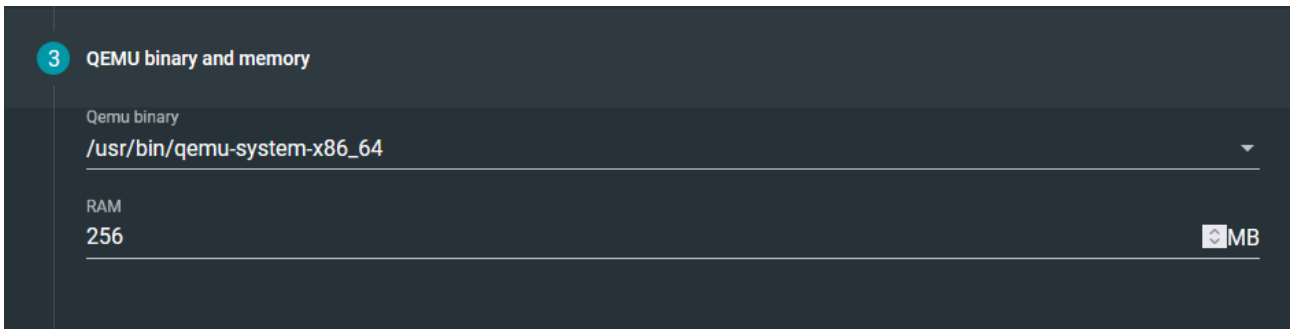 3 QEMU binary and memory
Qemu binary
/usr/bin/qemu-system-x86_64
RAM
256 MB